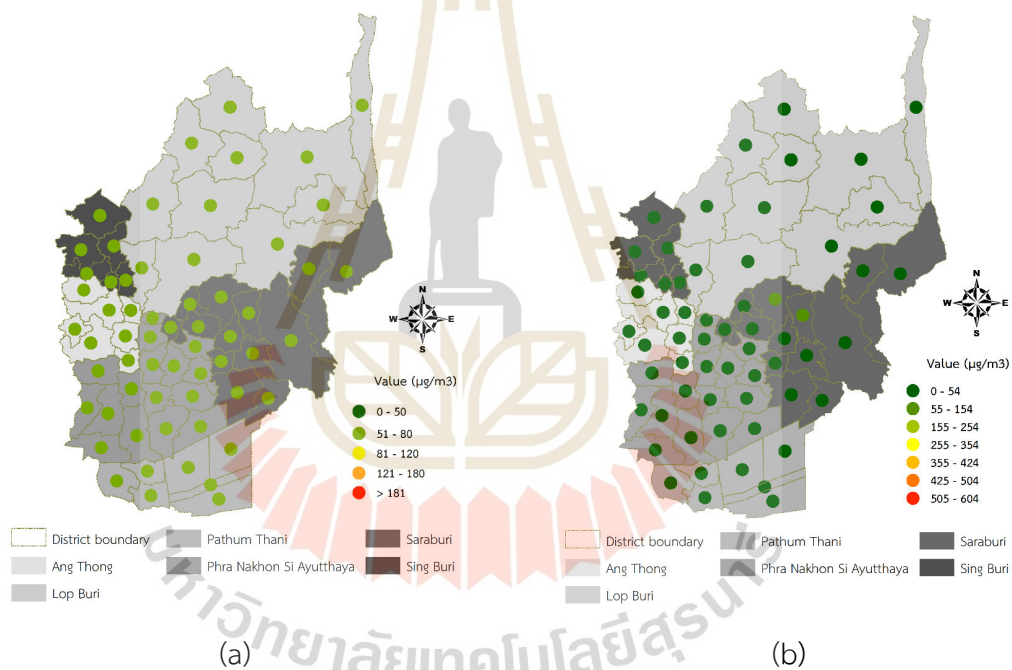 N
W E
S
Value (µg/m3)
0 - 50
51 - 80
81 - 120
121 - 180
> 181
District boundary
Pathum Thani
Saraburi
Ang Thong
Phra Nakhon Si Ayutthaya
Sing Buri
Lop Buri
(a)
N
W E
S
Value (µg/m3)
0 - 54
55 - 154
155 - 254
255 - 354
355 - 424
425 - 504
505 - 604
District boundary
Pathum Thani
Saraburi
Ang Thong
Phra Nakhon Si Ayutthaya
Sing Buri
Lop Buri
(b)
มหาวิทยาลัยเทคโนโลยีสุรนารี